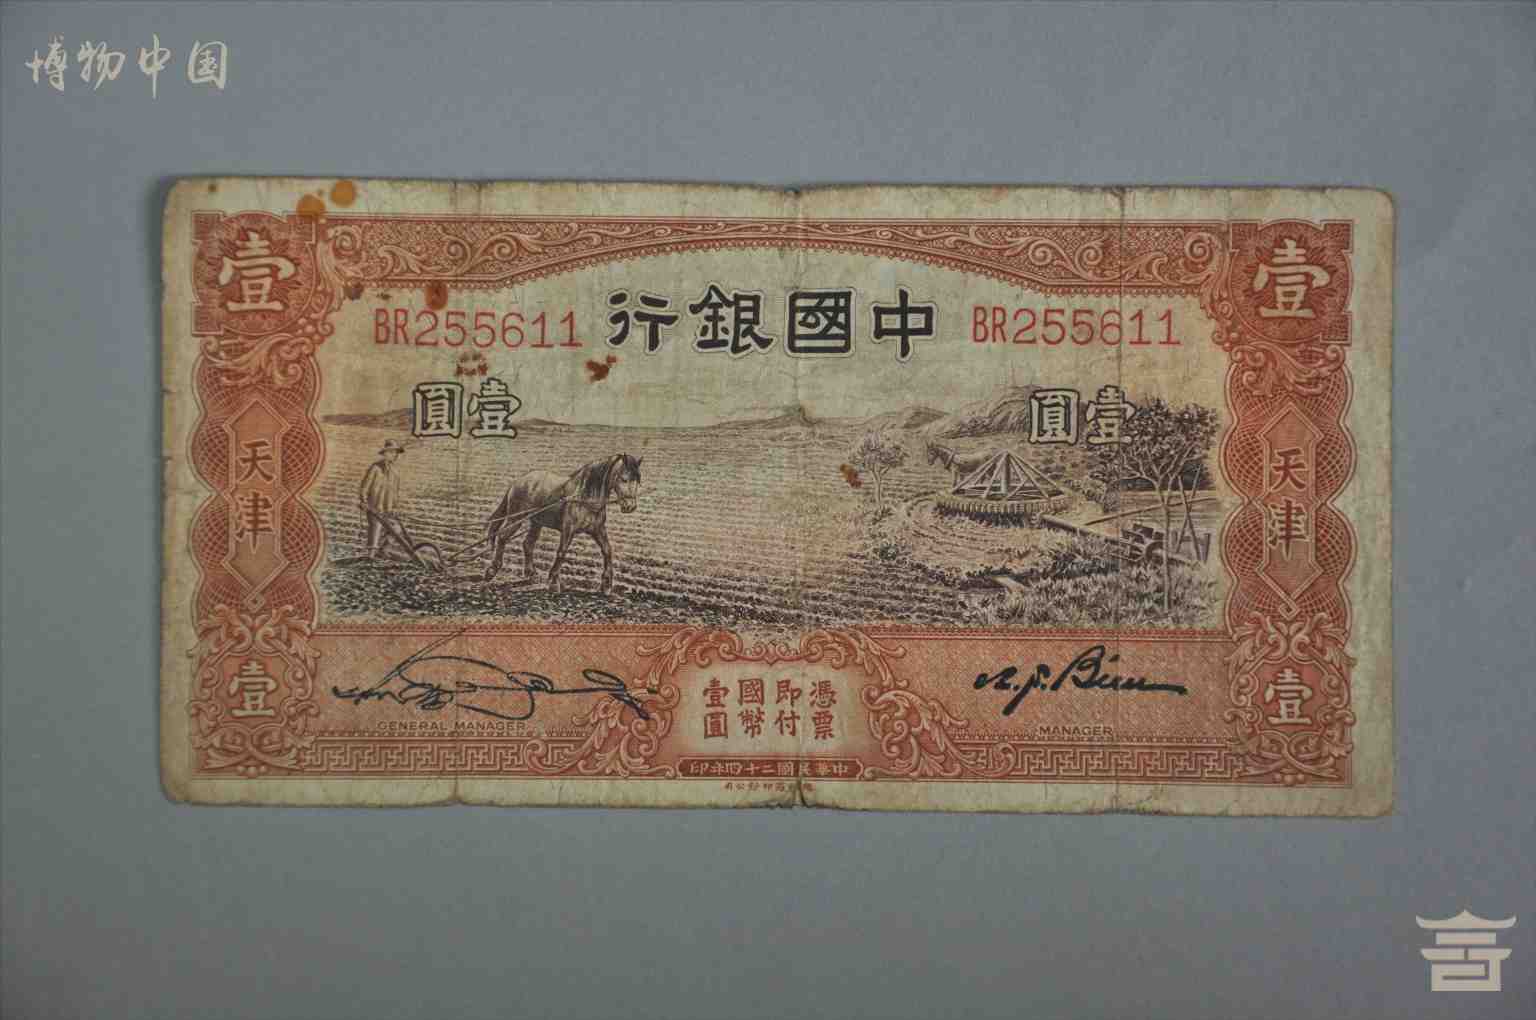 博物中国
壹
壹
BR255611
中國銀行
BR255611
壹圓
壹圓
天津
天津
憑票
即付
國幣
壹圓
GENERAL MANAGER
MANAGER
壹
壹
中華民國二十四年印